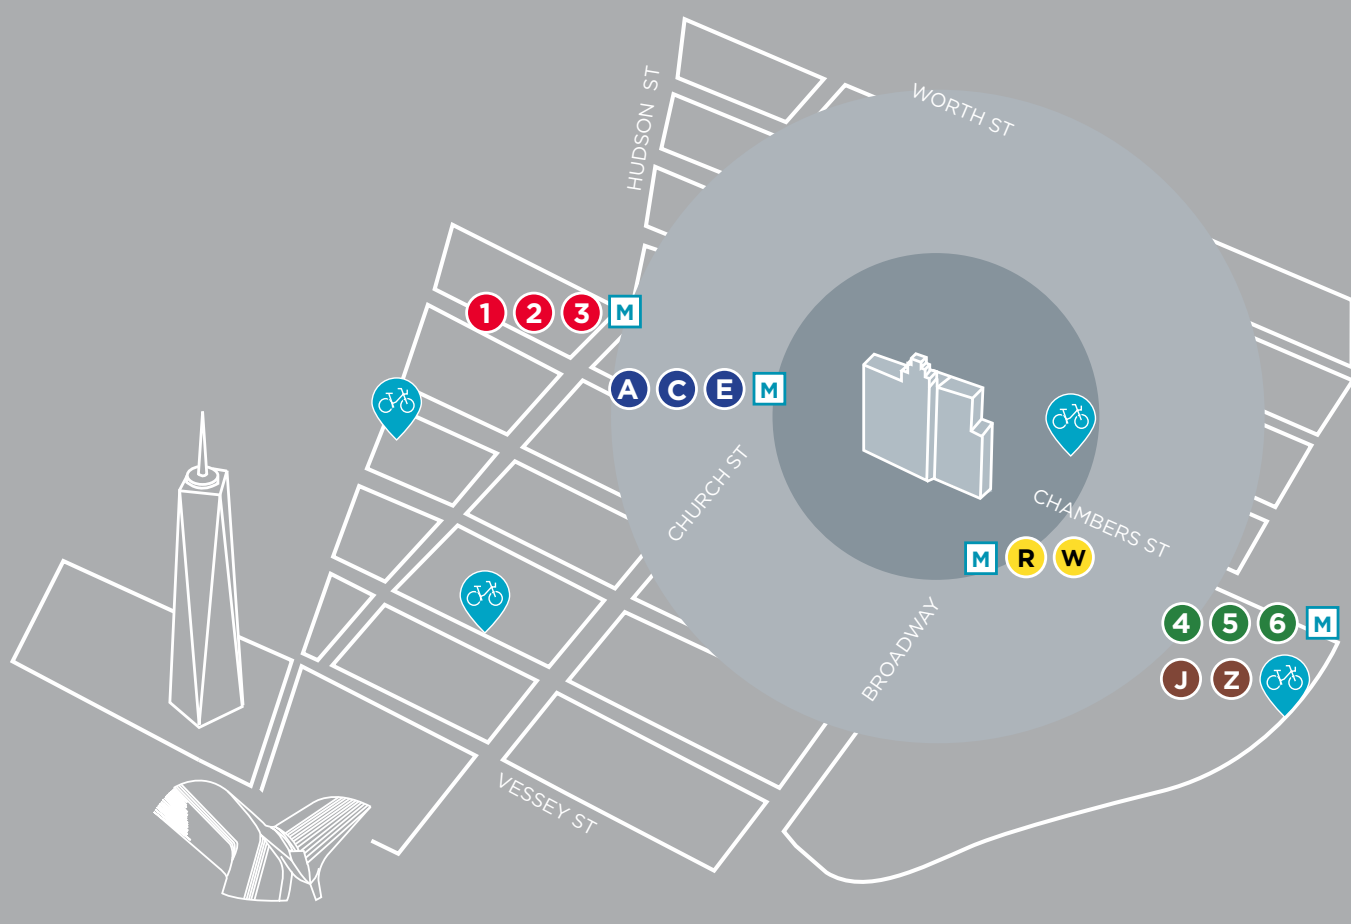 WORTH ST
HUDSON ST
1 2 3 M
A C E M
CHURCH ST
CHAMBERS ST
M R W
BROADWAY
4 5 6 M
J Z
VESSEY ST